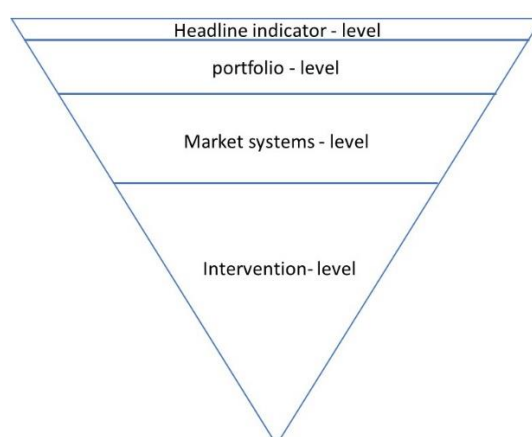 Headline indicator - level
portfolio - level
Market systems - level
Intervention- level